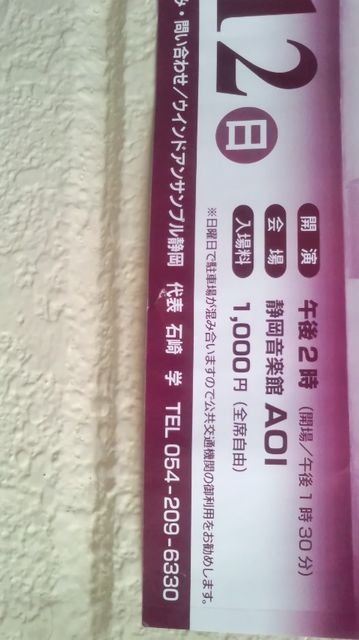 12 日
開演 午後2時 (開場/午後1時30分)
会場 静岡音楽館 AOI
入場料 1,000円 (全席自由)
※日曜日で駐車場が混み合いますので公共交通機関の御利用をお勧めします。
み・問い合わせ/ウインドアンサンブル静岡 代表 石崎 学 TEL 054-209-6330